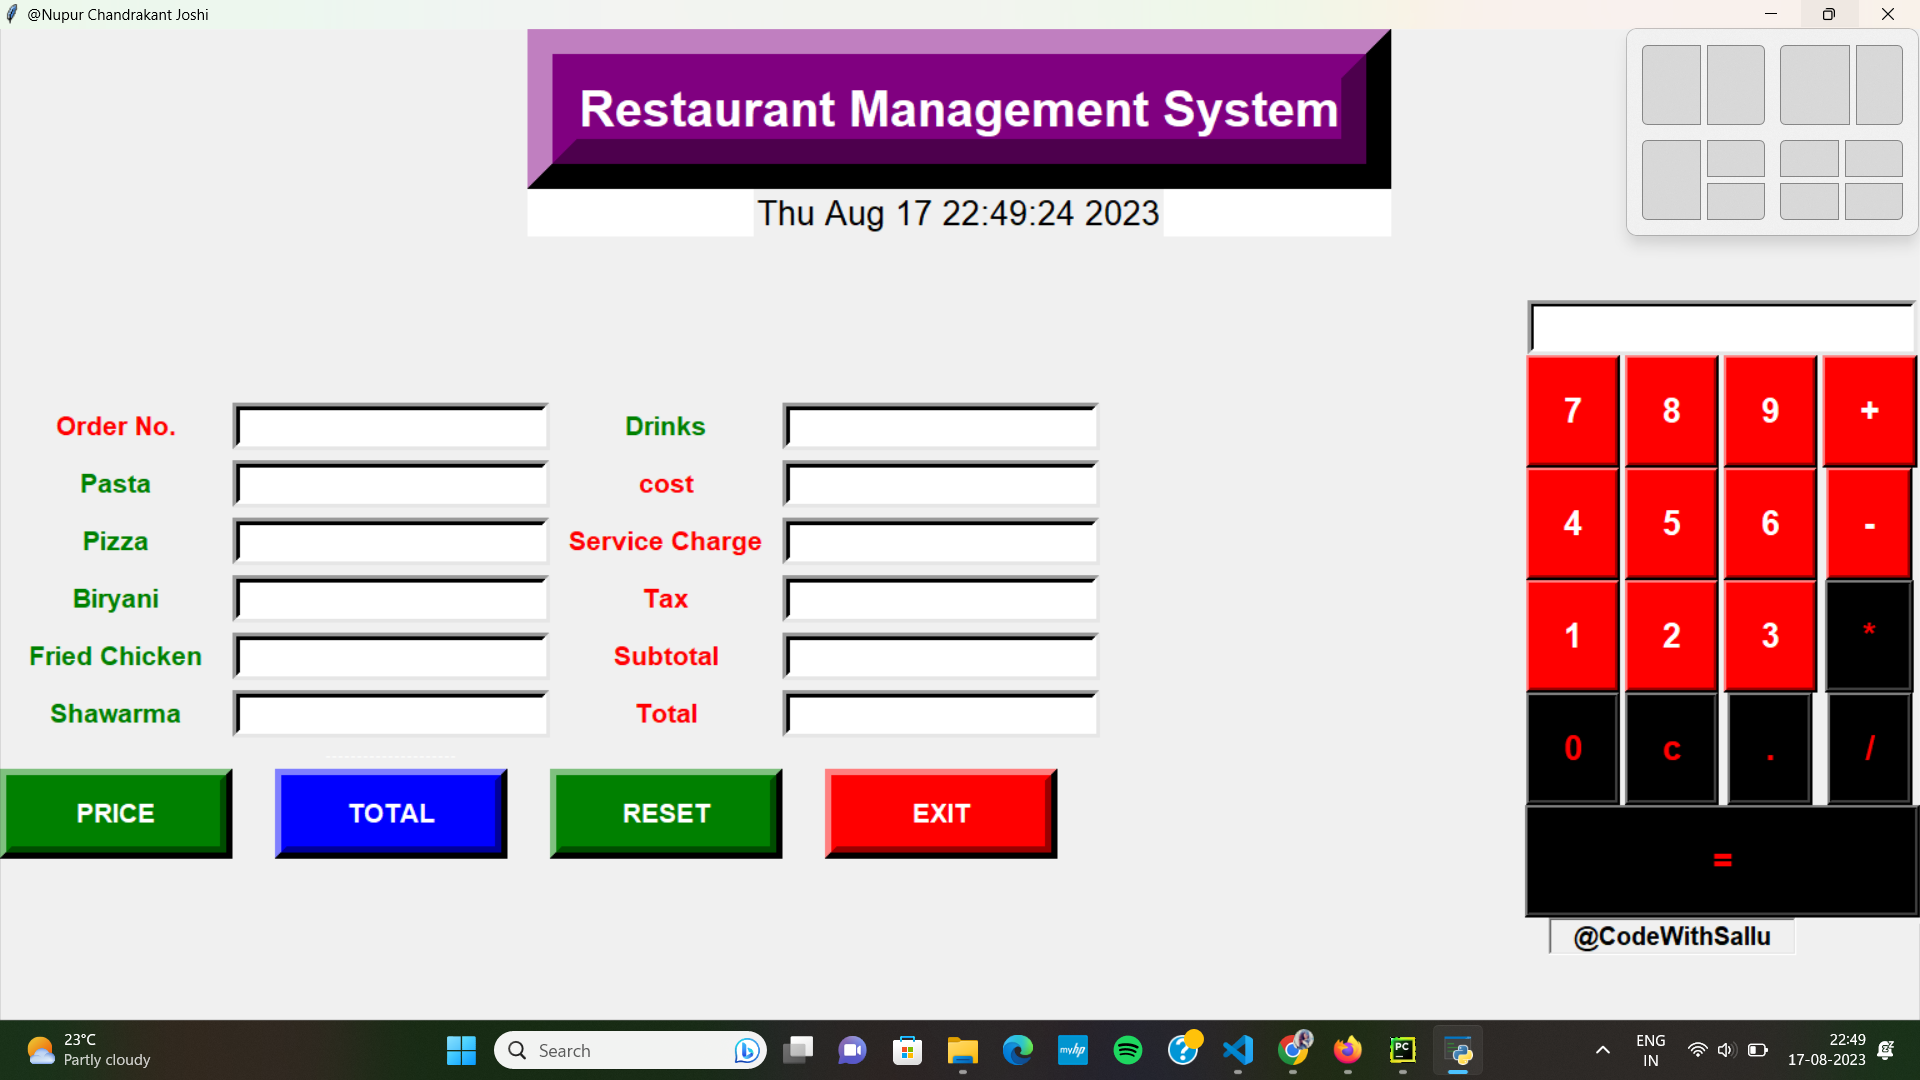 @Nupur Chandrakant Joshi
Restaurant Management System
Thu Aug 17 22:49:24 2023
Order No.
Drinks
Pasta
cost
Pizza
Service Charge
Biryani
Tax
Fried Chicken
Subtotal
Shawarma
Total
PRICE TOTAL RESET EXIT
7 8 9 +
4 5 6 -
1 2 3 *
0 c . /
=
@CodeWithSallu
23°C
Partly cloudy
Search
myhp
PC
ENG
IN
22:49
17-08-2023